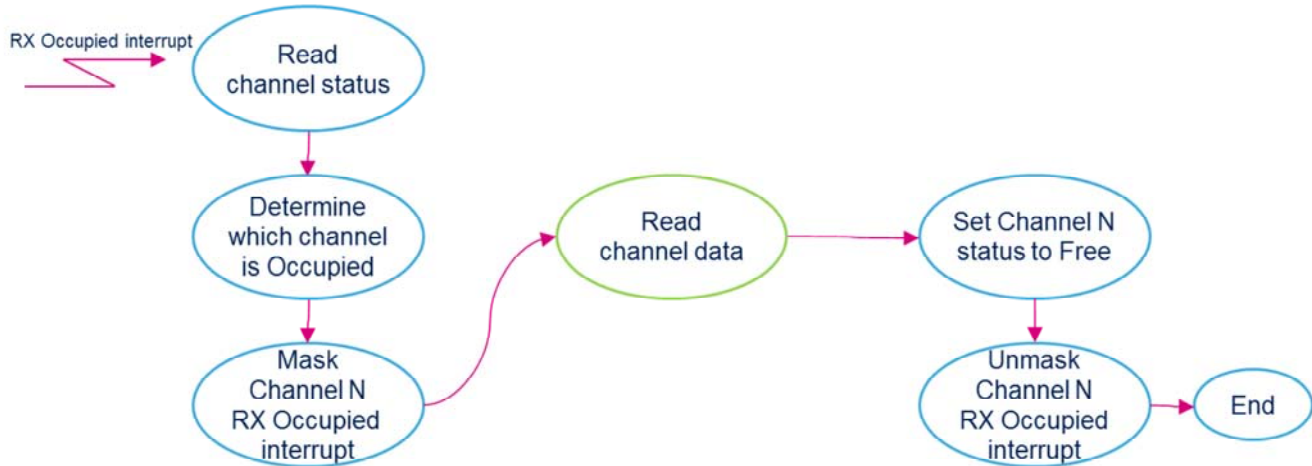 RX Occupied interrupt
Read
channel status
Determine
which channel
is Occupied
Mask
Channel N
RX Occupied
interrupt
Read
channel data
Set Channel N
status to Free
Unmask
Channel N
RX Occupied
interrupt
End